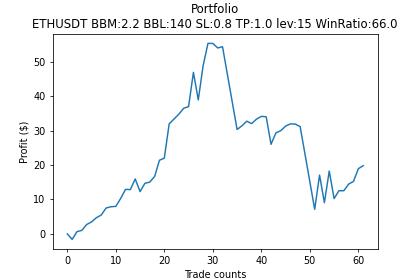 Portfolio
ETHUSDT BBM:2.2 BBL:140 SL:0.8 TP:1.0 lev:15 WinRatio:66.0
50
40
30
20
10
0
Profit ($)
0 10 20 30 40 50 60
Trade counts